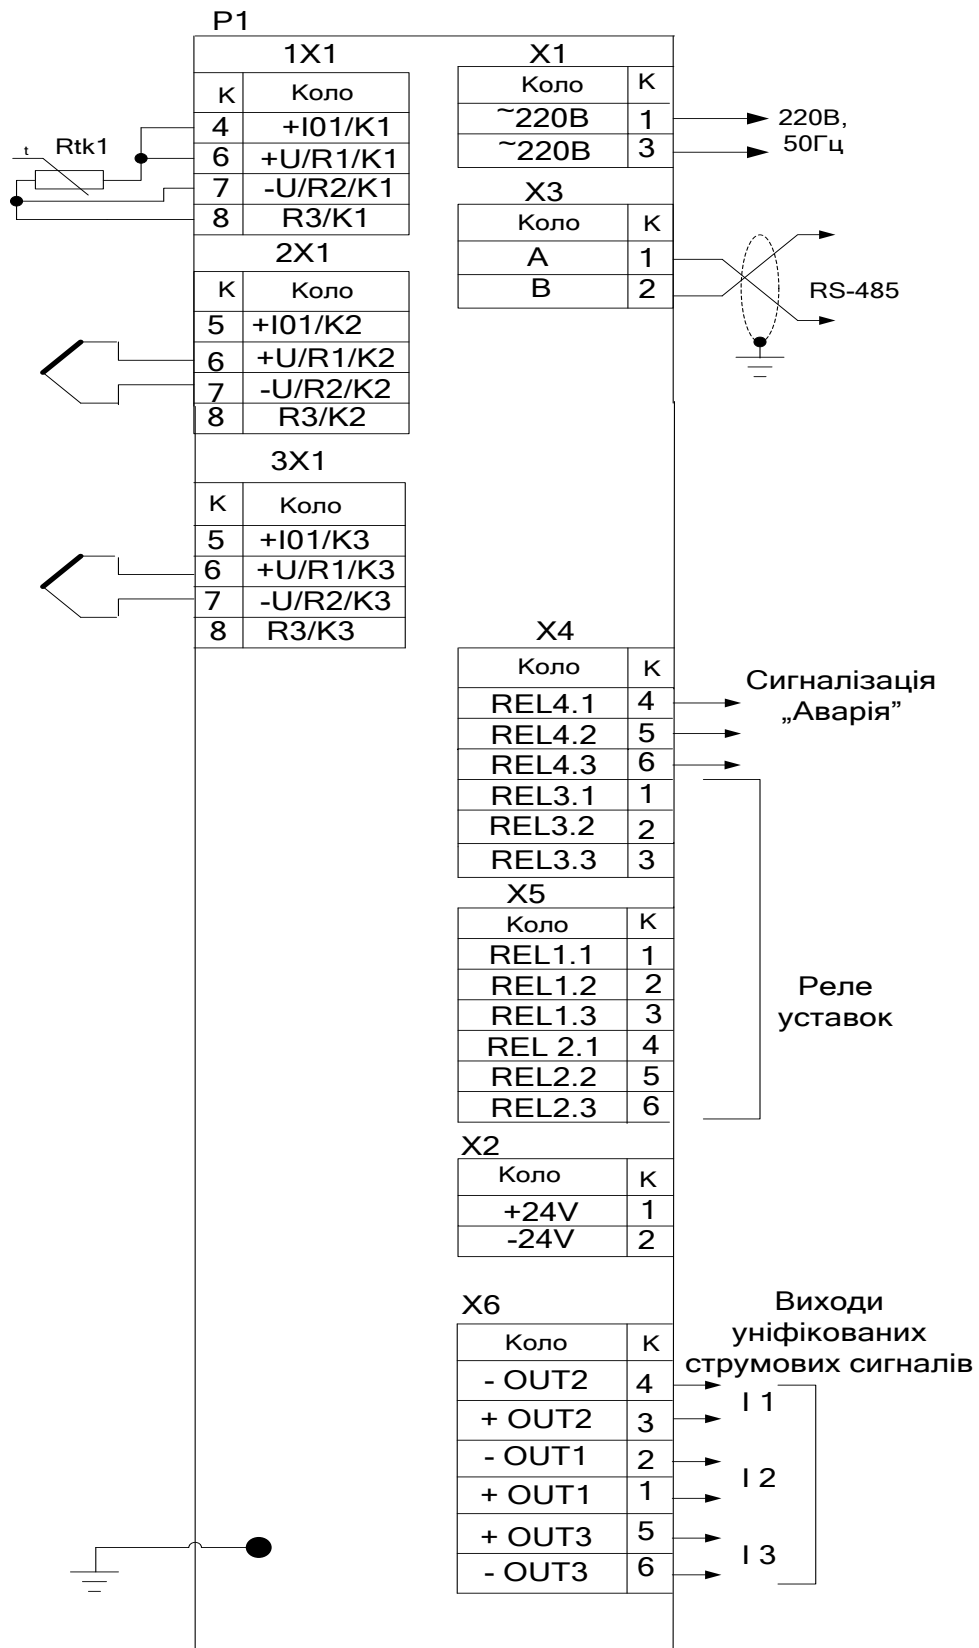 P1
1X1
К Коло
4 +I01/K1
6 +U/R1/K1
7 -U/R2/K1
8 R3/K1
t Rtk1
2X1
К Коло
5 +I01/K2
6 +U/R1/K2
7 -U/R2/K2
8 R3/K2
3X1
К Коло
5 +I01/K3
6 +U/R1/K3
7 -U/R2/K3
8 R3/K3
X1
Коло К
~220В 1
~220В 3
220В,
50Гц
X3
Коло К
A 1
B 2
RS-485
X4
Коло К
REL4.1 4
REL4.2 5
REL4.3 6
REL3.1 1
REL3.2 2
REL3.3 3
Сигналізація
„Аварія”
X5
Коло К
REL1.1 1
REL1.2 2
REL1.3 3
REL 2.1 4
REL2.2 5
REL2.3 6
Реле
уставок
X2
Коло К
+24V 1
-24V 2
X6
Коло К
- OUT2 4
+ OUT2 3
- OUT1 2
+ OUT1 1
+ OUT3 5
- OUT3 6
Виходи
уніфікованих
струмових сигналів
I 1
I 2
I 3